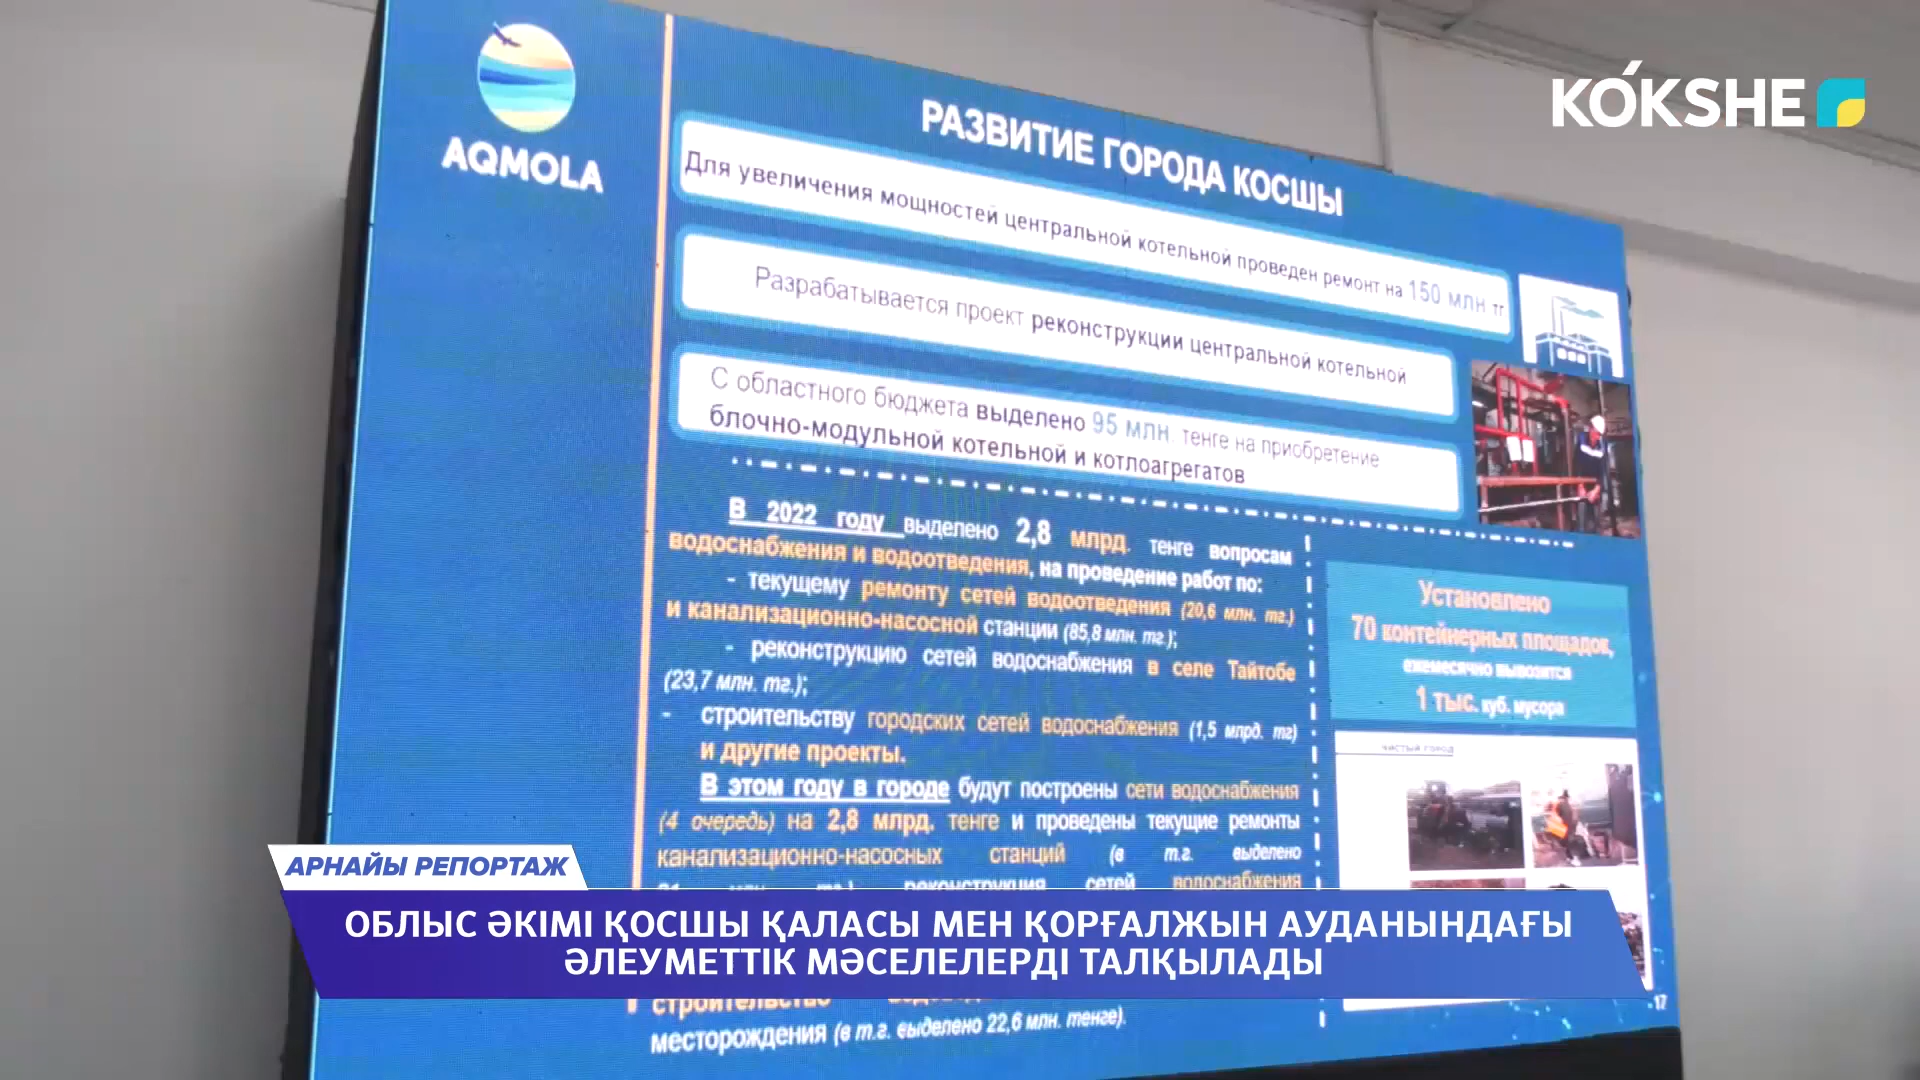 KÓKSHE
AQMOLA
РАЗВИТИЕ ГОРОДА КОСШЫ
Для увеличения мощностей центральной котельной проведен ремонт на 150 млн тг
Разрабатывается проект реконструкции центральной котельной
С областного бюджета выделено 95 млн. тенге на приобретение
блочно-модульной котельной и котлоагрегатов
В 2022 году выделено 2,8 млрд. тенге вопросам
водоснабжения и водоотведения, на проведение работ по:
- текущему ремонту сетей водоотведения (20,6 млн. тг.)
и канализационно-насосной станции (85,8 млн. тг.);
- реконструкцию сетей водоснабжения в селе Тайтобе
(23,7 млн. тг.);
- строительству городских сетей водоснабжения (1,5 млрд. тг)
и другие проекты.
В этом году в городе будут построены сети водоснабжения
(4 очередь) на 2,8 млрд. тенге и проведены текущие ремонты
канализационно-насосных станций (в т.г. выделено
реконструкция сетей водоснабжения
строительство
месторождения (в т.г. выделено 22,6 млн. тенге).
Установлено
70 контейнерных площадок,
ежемесячно вывозится
1 тыс. куб. мусора
ЧИСТЫЙ ГОРОД
17
АРНАЙЫ РЕПОРТАЖ
ОБЛЫС ӘКІМІ ҚОСШЫ ҚАЛАСЫ МЕН ҚОРҒАЛЖЫН АУДАНЫНДАҒЫ
ӘЛЕУМЕТТІК МӘСЕЛЕЛЕРДІ ТАЛҚЫЛАДЫ